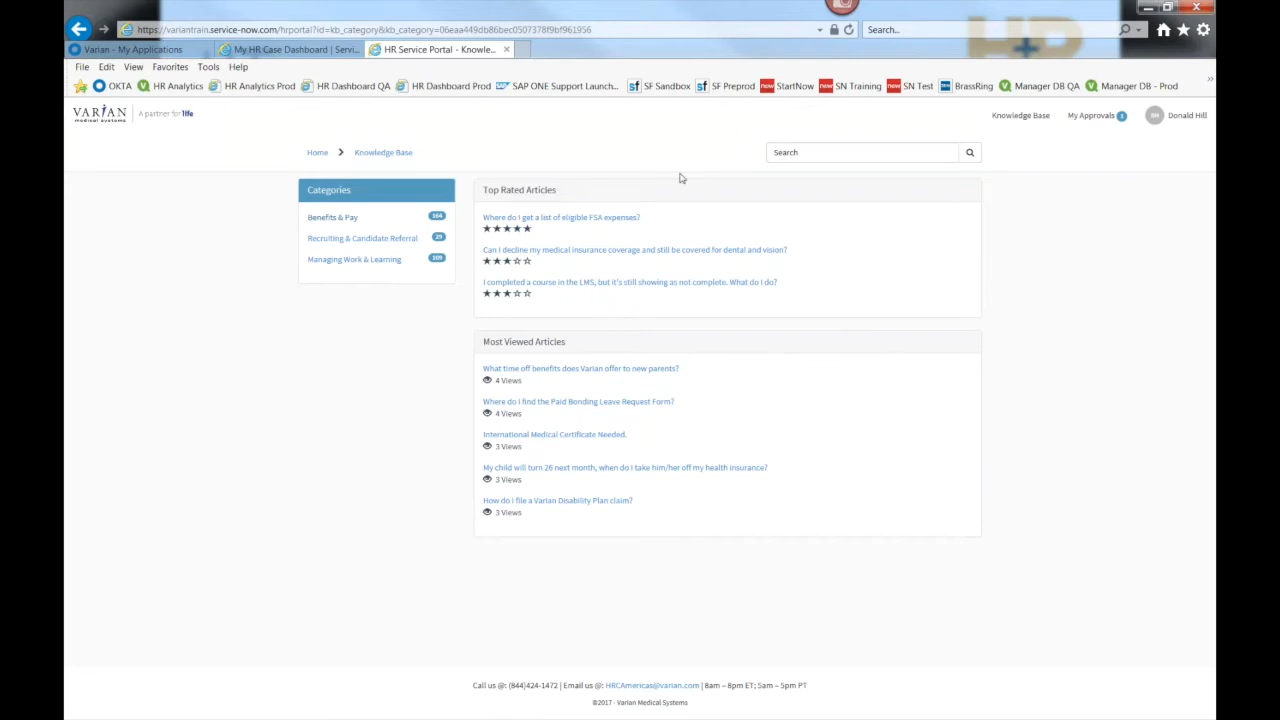 https://variantrain.service-now.com/hrportal?id=kb_category&kb_category=06eaa449db86bec0507378f9bf961956
Search...
Varian - My Applications
My HR Case Dashboard | Servi...
HR Service Portal - Knowle...
File Edit View Favorites Tools Help
OKTA HR Analytics HR Analytics Prod HR Dashboard QA HR Dashboard Prod SAP ONE Support Launch... SF Sandbox SF Preprod StartNow SN Training SN Test BrassRing Manager DB QA Manager DB - Prod
VARIAN medical systems A partner for life
Knowledge Base My Approvals 3 DH Donald Hill
Home Knowledge Base
Search
Categories
Benefits & Pay 164
Recruiting & Candidate Referral 29
Managing Work & Learning 109
Top Rated Articles
Where do I get a list of eligible FSA expenses?
Can I decline my medical insurance coverage and still be covered for dental and vision?
I completed a course in the LMS, but it's still showing as not complete. What do I do?
Most Viewed Articles
What time off benefits does Varian offer to new parents?
4 Views
Where do I find the Paid Bonding Leave Request Form?
4 Views
International Medical Certificate Needed.
3 Views
My child will turn 26 next month, when do I take him/her off my health insurance?
3 Views
How do I file a Varian Disability Plan claim?
3 Views
Call us @: (844)424-1472 | Email us @: HRCAmericas@varian.com | 8am – 8pm ET; 5am – 5pm PT
©2017 · Varian Medical Systems